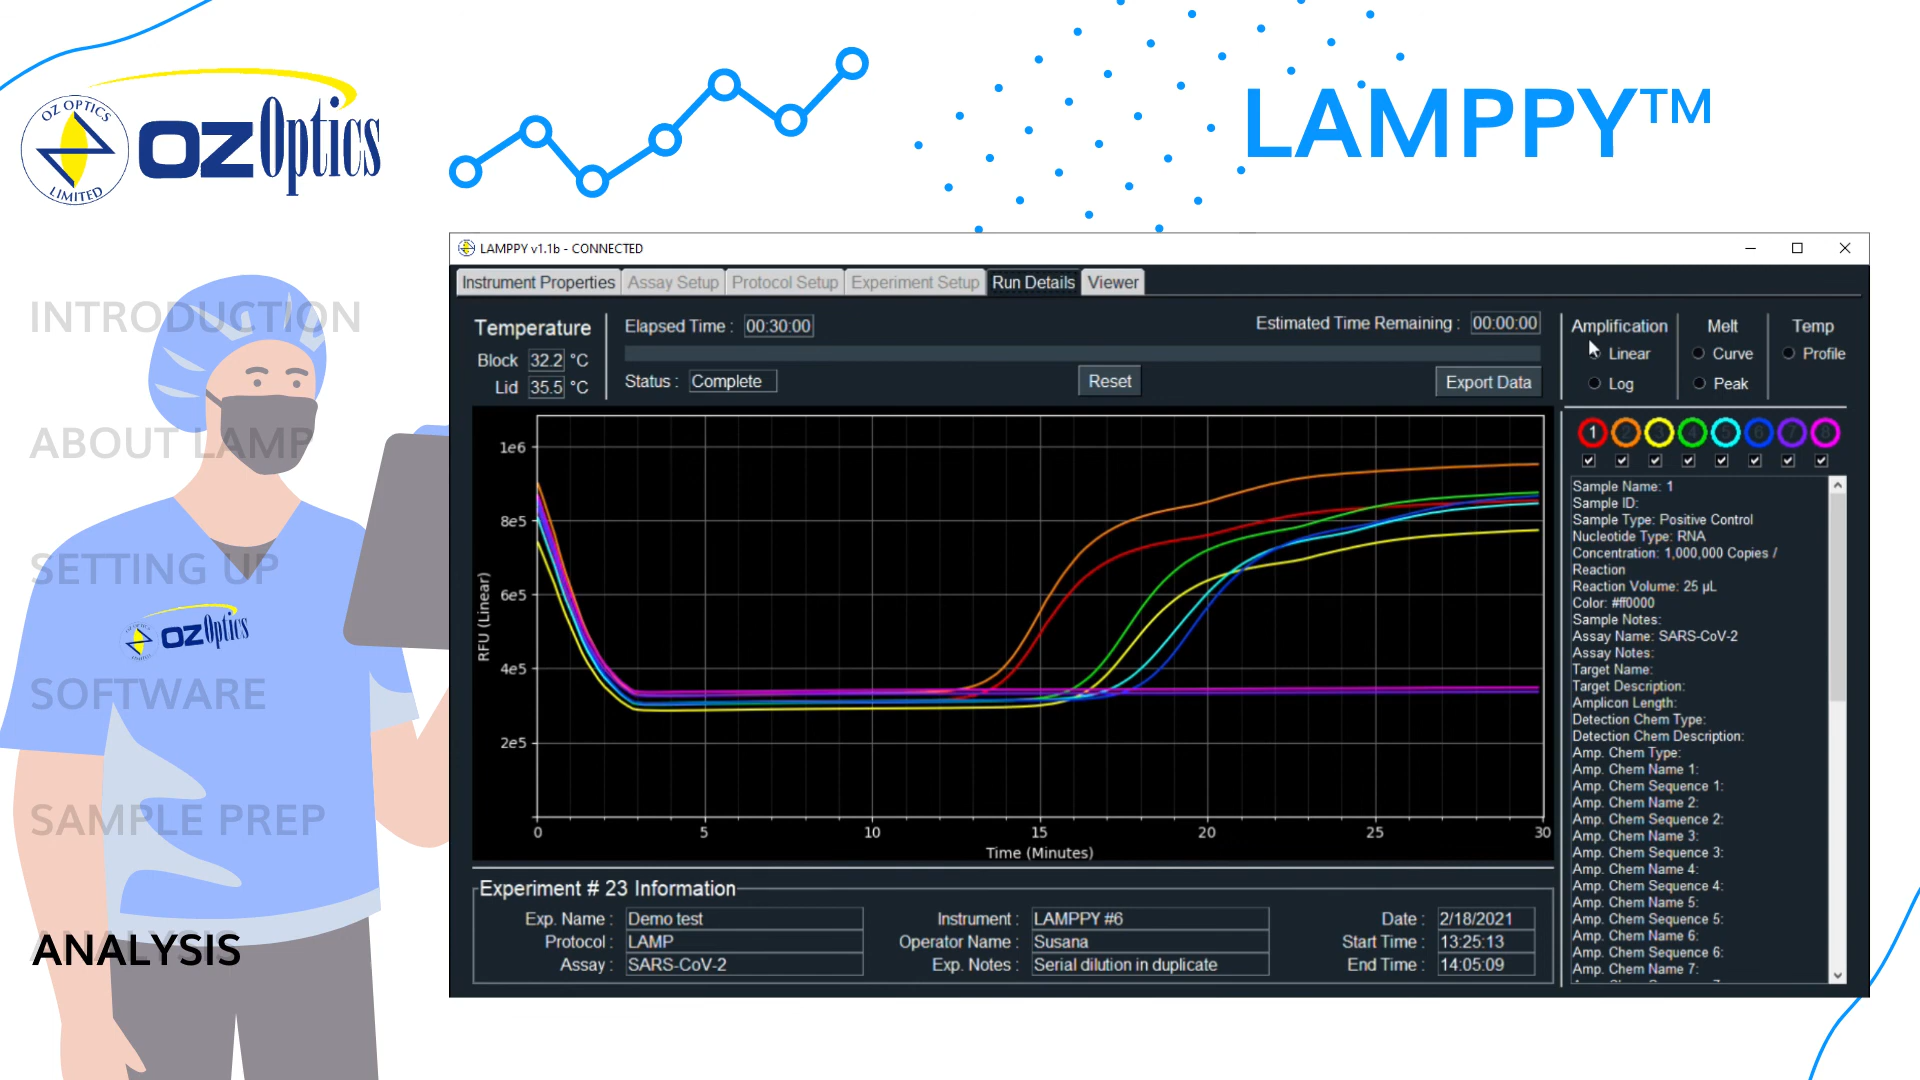 OZ OPTICS
LIMITED
OZ Optics
LAMPPY™
INTRODUCTION
ABOUT LAMP
SETTING UP
OZ Optics
SOFTWARE
SAMPLE PREP
ANALYSIS
LAMPPY v1.1b - CONNECTED
Instrument Properties Assay Setup Protocol Setup Experiment Setup Run Details Viewer
Temperature
Block 32.2 °C
Lid 35.5 °C
Elapsed Time : 00:30:00
Estimated Time Remaining : 00:00:00
Status : Complete
Reset
Export Data
Amplification Melt Temp
Linear Curve Profile
Log Peak
1 2 3 4 5 6 7 8
RFU (Linear)
1e6
8e5
6e5
4e5
2e5
0 5 10 15 20 25 30
Time (Minutes)
Sample Name: 1
Sample ID:
Sample Type: Positive Control
Nucleotide Type: RNA
Concentration: 1,000,000 Copies /
Reaction
Reaction Volume: 25 µL
Color: #ff0000
Sample Notes:
Assay Name: SARS-CoV-2
Assay Notes:
Target Name:
Target Description:
Amplicon Length:
Detection Chem Type:
Detection Chem Description:
Amp. Chem Type:
Amp. Chem Name 1:
Amp. Chem Sequence 1:
Amp. Chem Name 2:
Amp. Chem Sequence 2:
Amp. Chem Name 3:
Amp. Chem Sequence 3:
Amp. Chem Name 4:
Amp. Chem Sequence 4:
Amp. Chem Name 5:
Amp. Chem Sequence 5:
Amp. Chem Name 6:
Amp. Chem Sequence 6:
Amp. Chem Name 7:
Experiment # 23 Information
Exp. Name : Demo test Instrument : LAMPPY #6 Date : 2/18/2021
Protocol : LAMP Operator Name : Susana Start Time : 13:25:13
Assay : SARS-CoV-2 Exp. Notes : Serial dilution in duplicate End Time : 14:05:09